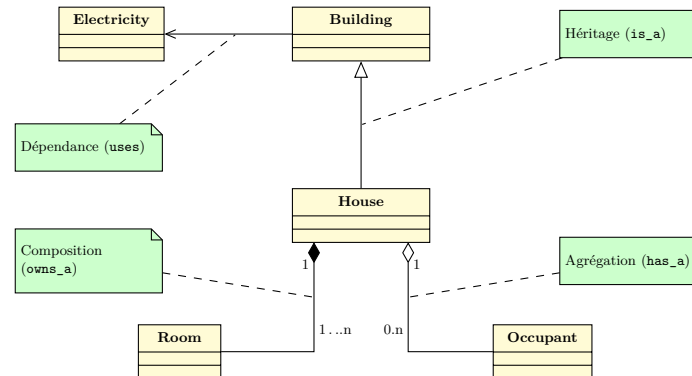 Electricity
Building
Héritage (is_a)
Dépendance (uses)
House
Composition
(owns_a)
1
1
Agrégation (has_a)
1...n
0.n
Room
Occupant